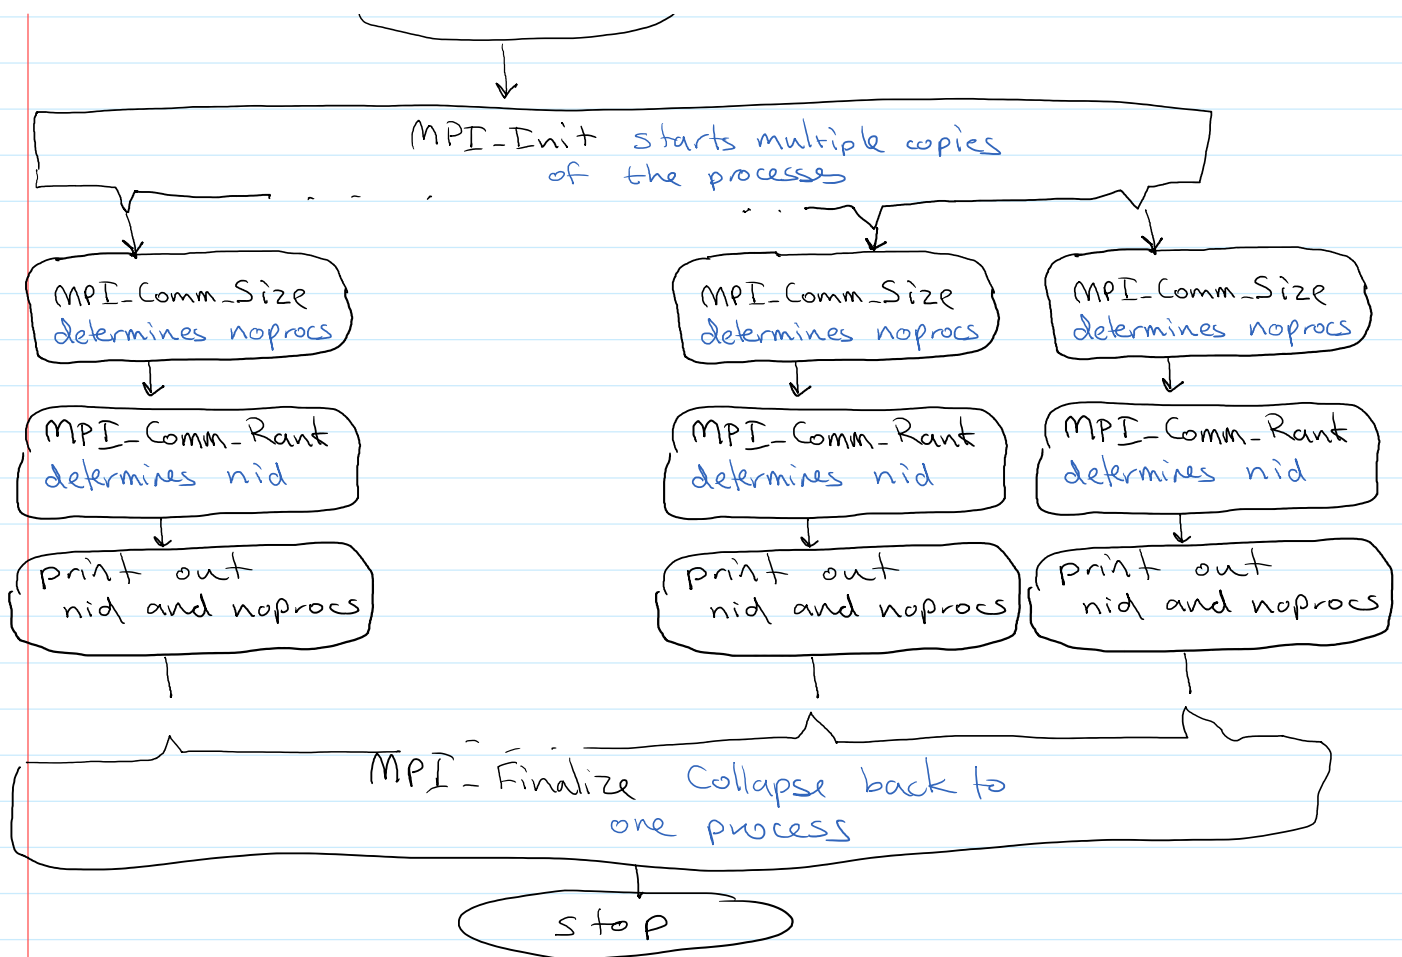 MPI_Init starts multiple copies
of the processes
MPI_Comm_Size
determines noprocs
MPI_Comm_Rank
determines nid
print out
nid and noprocs
MPI_Comm_Size
determines noprocs
MPI_Comm_Rank
determines nid
print out
nid and noprocs
MPI_Comm_Size
determines noprocs
MPI_Comm_Rank
determines nid
print out
nid and noprocs
MPI_Finalize Collapse back to
one process
stop